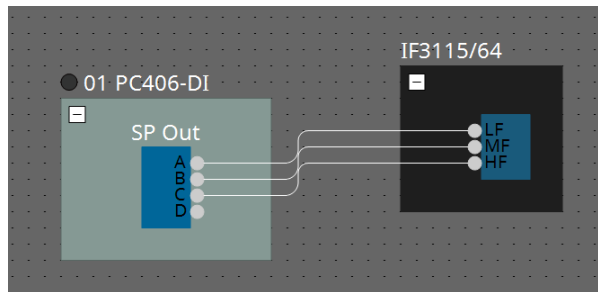 IF3115/64
01 PC406-DI
SP Out
A
B
C
D
LF
MF
HF